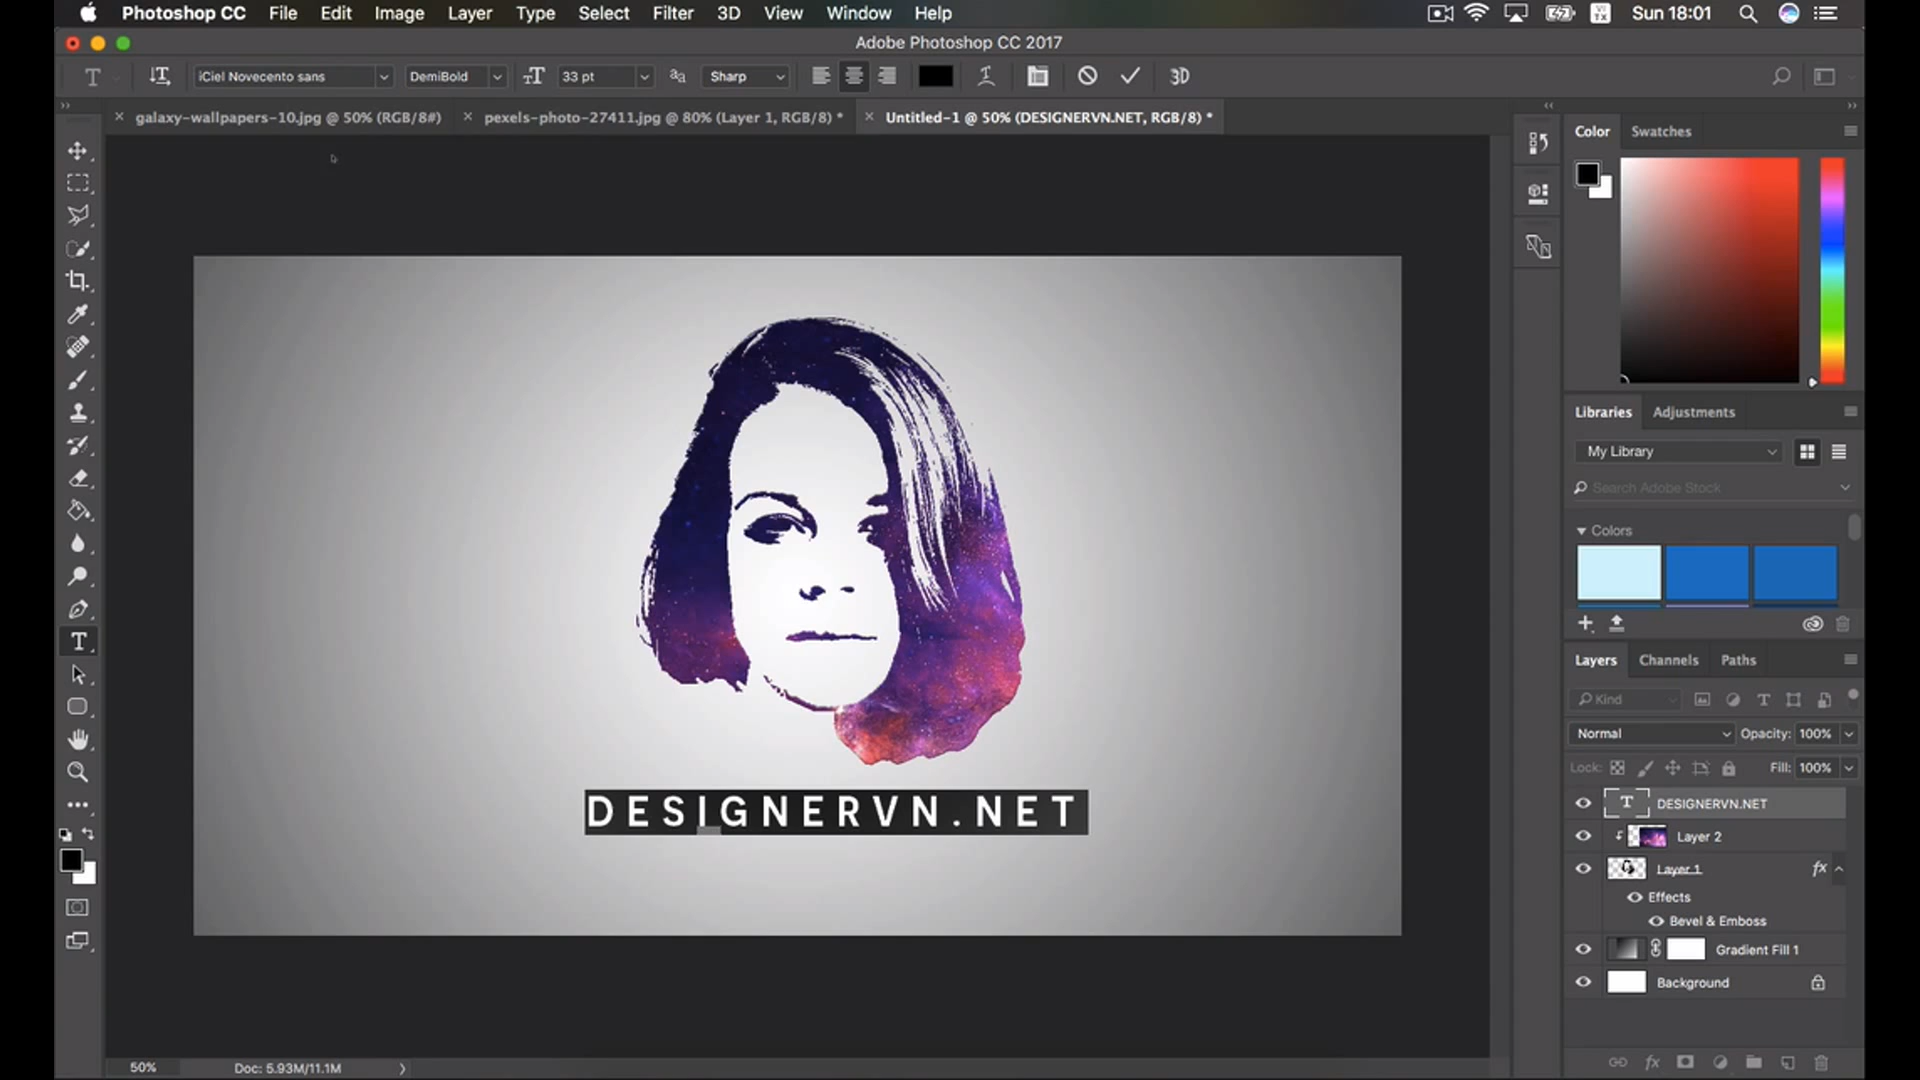 Photoshop CC File Edit Image Layer Type Select Filter 3D View Window Help Sun 18:01
Adobe Photoshop CC 2017
T iCiel Novecento sans DemiBold 33 pt aa Sharp 3D
galaxy-wallpapers-10.jpg @ 50% (RGB/8#) pexels-photo-27411.jpg @ 80% (Layer 1, RGB/8) * Untitled-1 @ 50% (DESIGNERVN.NET, RGB/8) *
Color Swatches
Libraries Adjustments
My Library
Search Adobe Stock
Colors
DESIGNERVN.NET
Layers Channels Paths
Kind
Normal Opacity: 100%
Lock: Fill: 100%
T DESIGNERVN.NET
Layer 2
Layer 1 fx
Effects
Bevel & Emboss
Gradient Fill 1
Background
50% Doc: 5.93M/11.1M fx